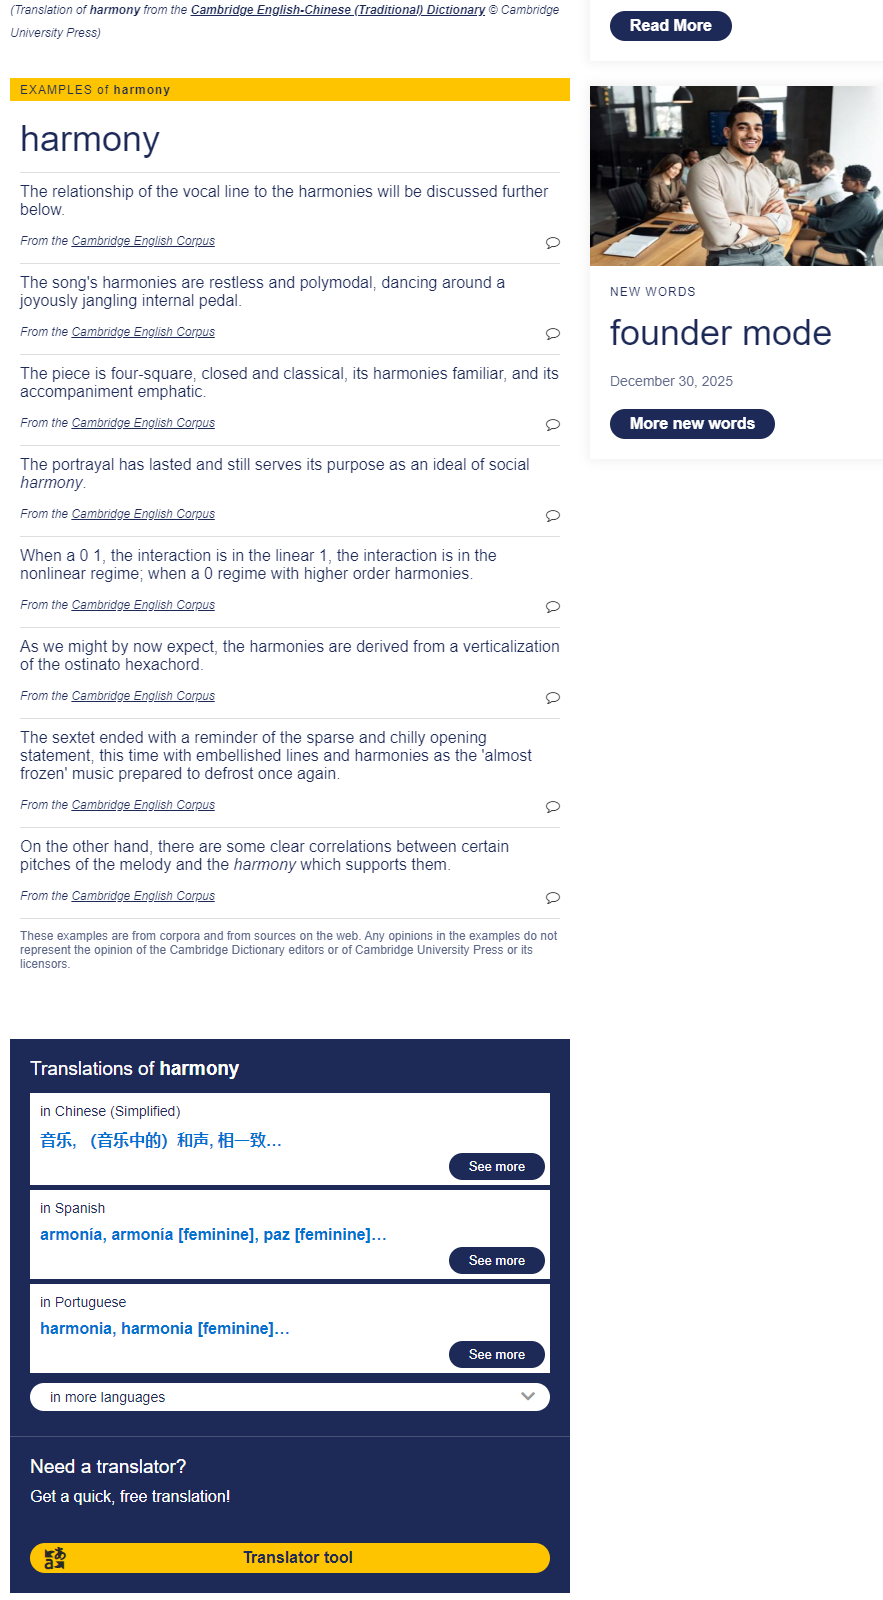 (Translation of harmony from the Cambridge English-Chinese (Traditional) Dictionary © Cambridge
University Press)
EXAMPLES of harmony
harmony
The relationship of the vocal line to the harmonies will be discussed further
below.
From the Cambridge English Corpus
The song's harmonies are restless and polymodal, dancing around a
joyously jangling internal pedal.
From the Cambridge English Corpus
The piece is four-square, closed and classical, its harmonies familiar, and its
accompaniment emphatic.
From the Cambridge English Corpus
The portrayal has lasted and still serves its purpose as an ideal of social
harmony.
From the Cambridge English Corpus
When a 0 1, the interaction is in the linear 1, the interaction is in the
nonlinear regime; when a 0 regime with higher order harmonies.
From the Cambridge English Corpus
As we might by now expect, the harmonies are derived from a verticalization
of the ostinato hexachord.
From the Cambridge English Corpus
The sextet ended with a reminder of the sparse and chilly opening
statement, this time with embellished lines and harmonies as the 'almost
frozen' music prepared to defrost once again.
From the Cambridge English Corpus
On the other hand, there are some clear correlations between certain
pitches of the melody and the harmony which supports them.
From the Cambridge English Corpus
These examples are from corpora and from sources on the web. Any opinions in the examples do not
represent the opinion of the Cambridge Dictionary editors or of Cambridge University Press or its
licensors.
Translations of harmony
in Chinese (Simplified)
音乐, （音乐中的）和声, 相一致…
See more
in Spanish
armonía, armonía [feminine], paz [feminine]…
See more
in Portuguese
harmonia, harmonia [feminine]…
See more
in more languages
Need a translator?
Get a quick, free translation!
Translator tool
Read More
NEW WORDS
founder mode
December 30, 2025
More new words